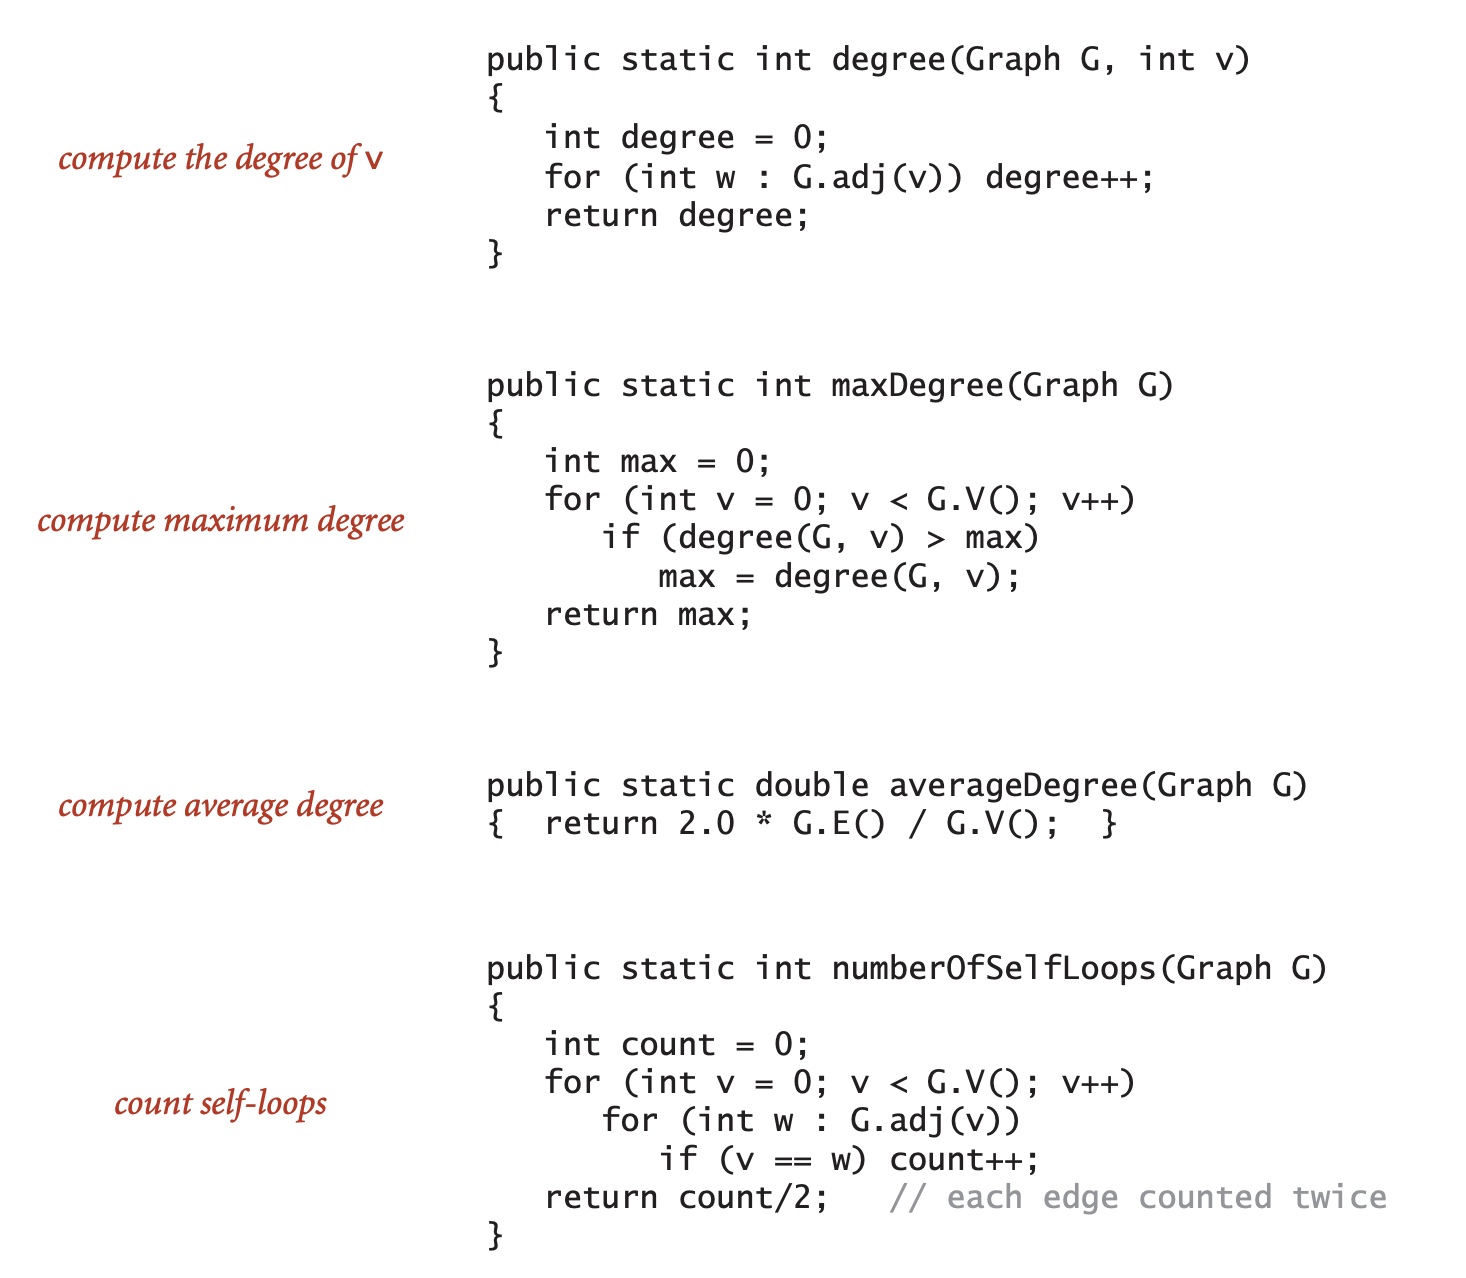 compute the degree of v
public static int degree(Graph G, int v)
{
   int degree = 0;
   for (int w : G.adj(v)) degree++;
   return degree;
}
compute maximum degree
public static int maxDegree(Graph G)
{
   int max = 0;
   for (int v = 0; v < G.V(); v++)
      if (degree(G, v) > max)
         max = degree(G, v);
   return max;
}
compute average degree
public static double averageDegree(Graph G)
{  return 2.0 * G.E() / G.V();  }
count self-loops
public static int numberOfSelfLoops(Graph G)
{
   int count = 0;
   for (int v = 0; v < G.V(); v++)
      for (int w : G.adj(v))
         if (v == w) count++;
   return count/2;   // each edge counted twice
}